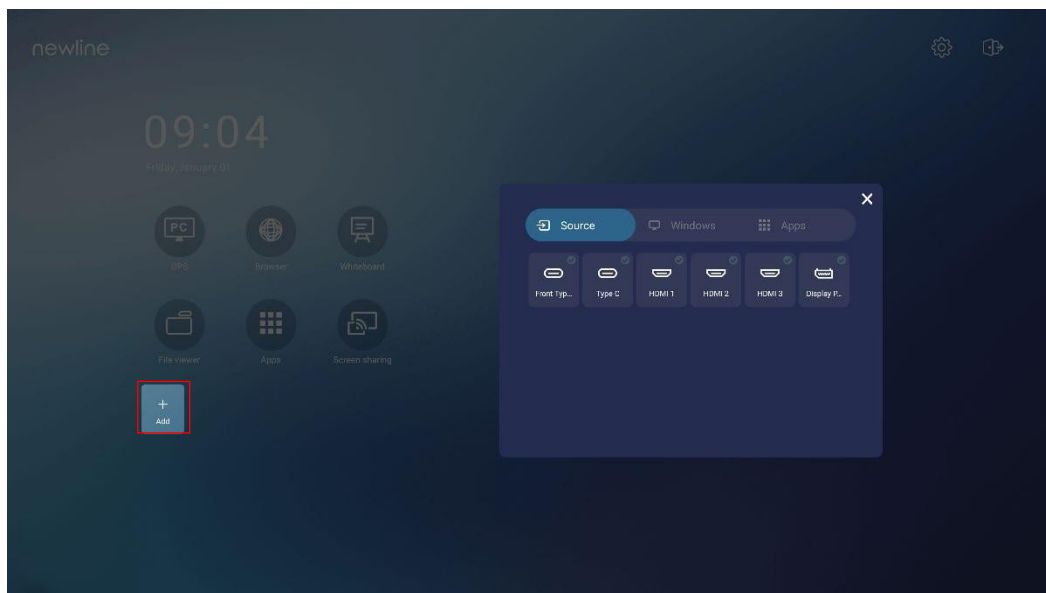 newline
09:04
Friday, January 01
PC
OPS
Browser
Whiteboard
File viewer
Apps
Screen sharing
+
Add
Source
Windows
Apps
Front Typ...
Type C
HDMI 1
HDMI 2
HDMI 3
Display P...